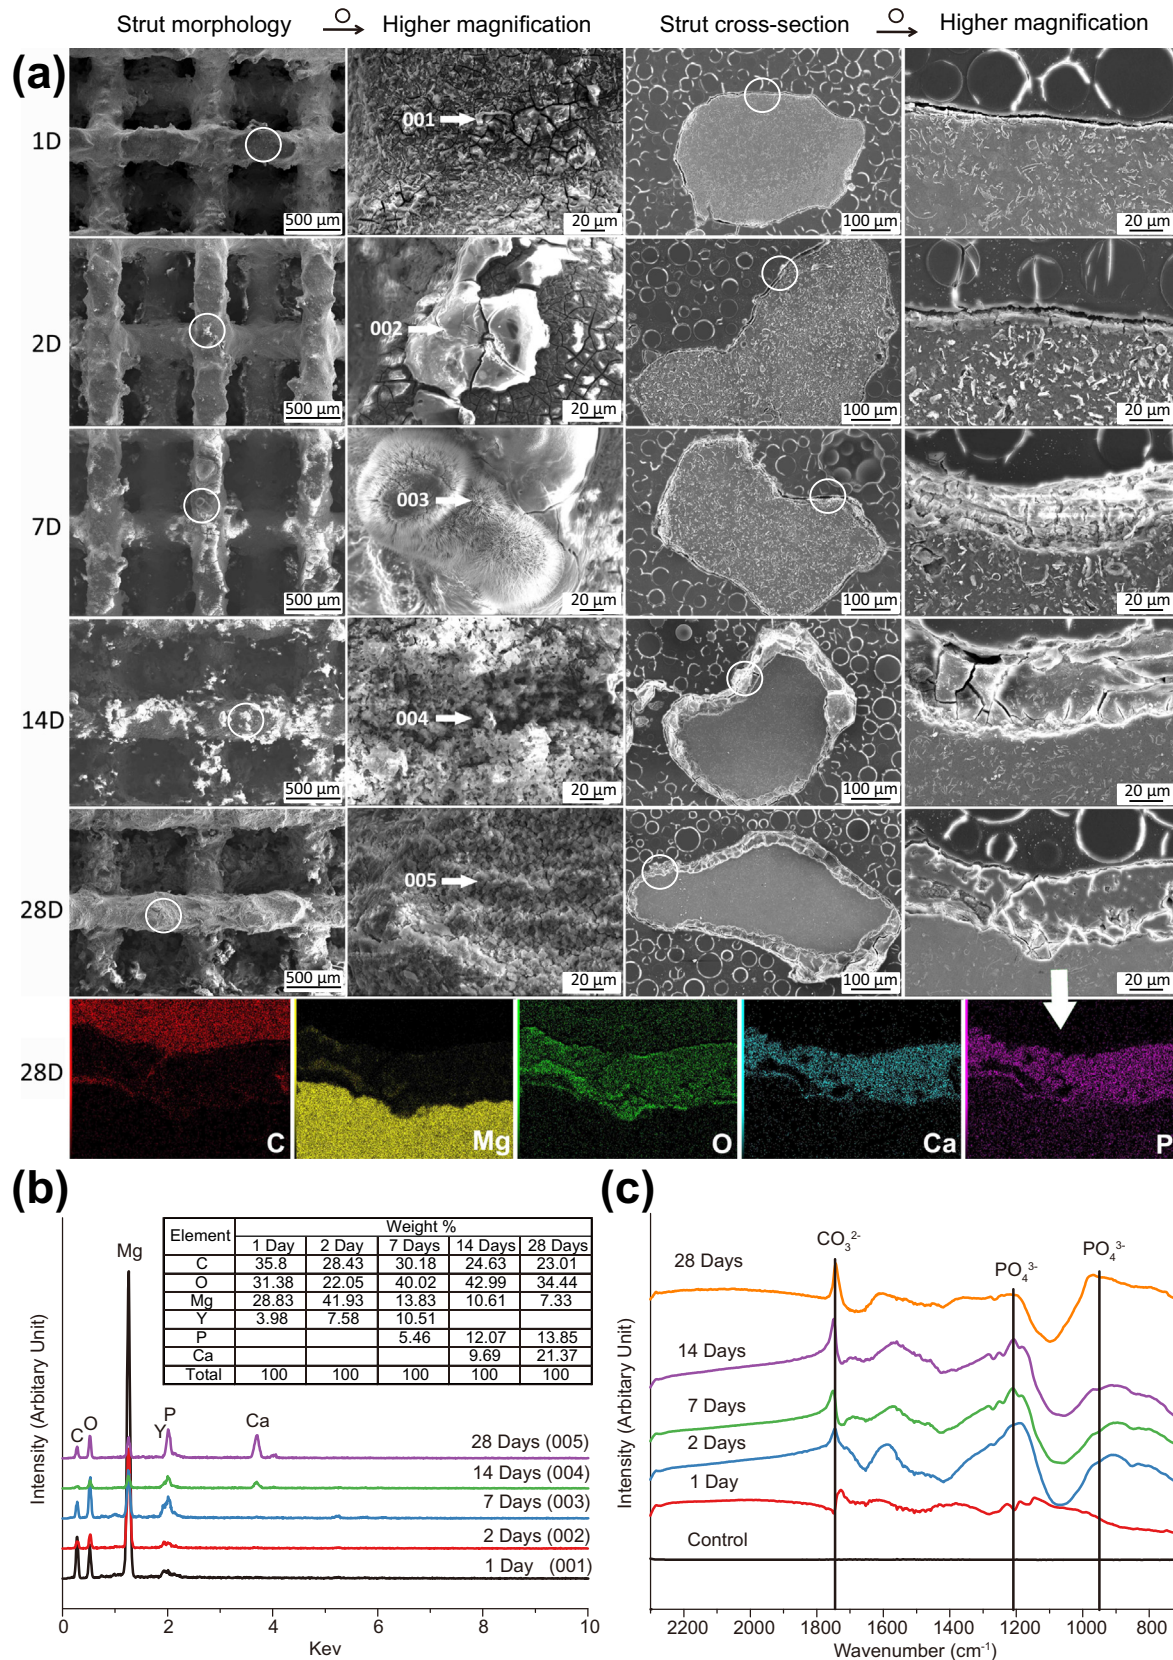 Strut morphology → Higher magnification Strut cross-section → Higher magnification
(a)
1D
001
500 µm
20 µm
100 µm
20 µm
2D
002
500 µm
20 µm
100 µm
20 µm
7D
003
500 µm
20 µm
100 µm
20 µm
14D
004
500 µm
20 µm
100 µm
20 µm
28D
005
500 µm
20 µm
100 µm
20 µm
28D
C
Mg
O
Ca
P
(b)
Intensity (Arbitary Unit)
Element Weight %
1 Day 2 Day 7 Days 14 Days 28 Days
C 35.8 28.43 30.18 24.63 23.01
O 31.38 22.05 40.02 42.99 34.44
Mg 28.83 41.93 13.83 10.61 7.33
Y 3.98 7.58 10.51
P 5.46 12.07 13.85
Ca 9.69 21.37
Total 100 100 100 100 100
Mg
C O Y P Ca
28 Days (005)
14 Days (004)
7 Days (003)
2 Days (002)
1 Day (001)
0 2 4 6 8 10
Kev
(c)
Intensity (Arbitary Unit)
CO₃²⁻
PO₄³⁻
PO₄³⁻
28 Days
14 Days
7 Days
2 Days
1 Day
Control
2200 2000 1800 1600 1400 1200 1000 800
Wavenumber (cm⁻¹)